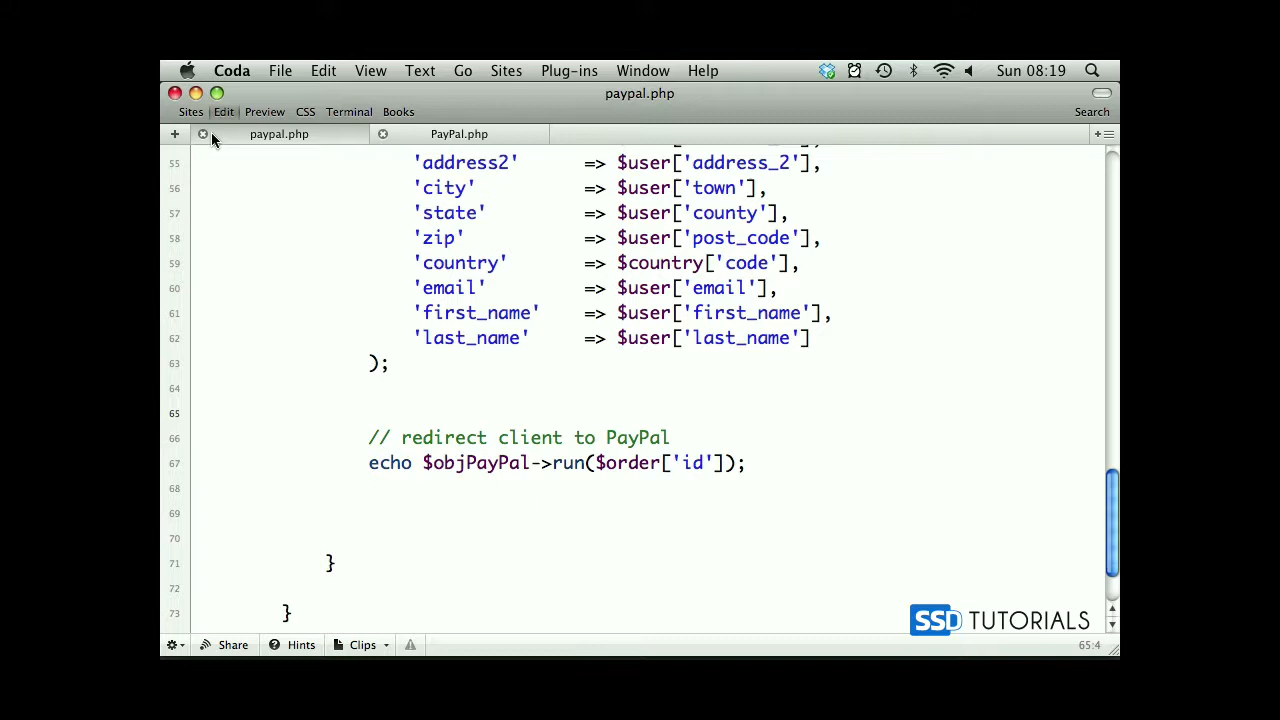 Coda File Edit View Text Go Sites Plug-ins Window Help Sun 08:19
paypal.php
Sites Edit Preview CSS Terminal Books Search
+ paypal.php PayPal.php
55 'address2' => $user['address_2'],
56 'city' => $user['town'],
57 'state' => $user['county'],
58 'zip' => $user['post_code'],
59 'country' => $country['code'],
60 'email' => $user['email'],
61 'first_name' => $user['first_name'],
62 'last_name' => $user['last_name']
63 );
64
65
66 // redirect client to PayPal
67 echo $objPayPal->run($order['id']);
68
69
70
71 }
72
73 }
SSD TUTORIALS
Share Hints Clips 65:4